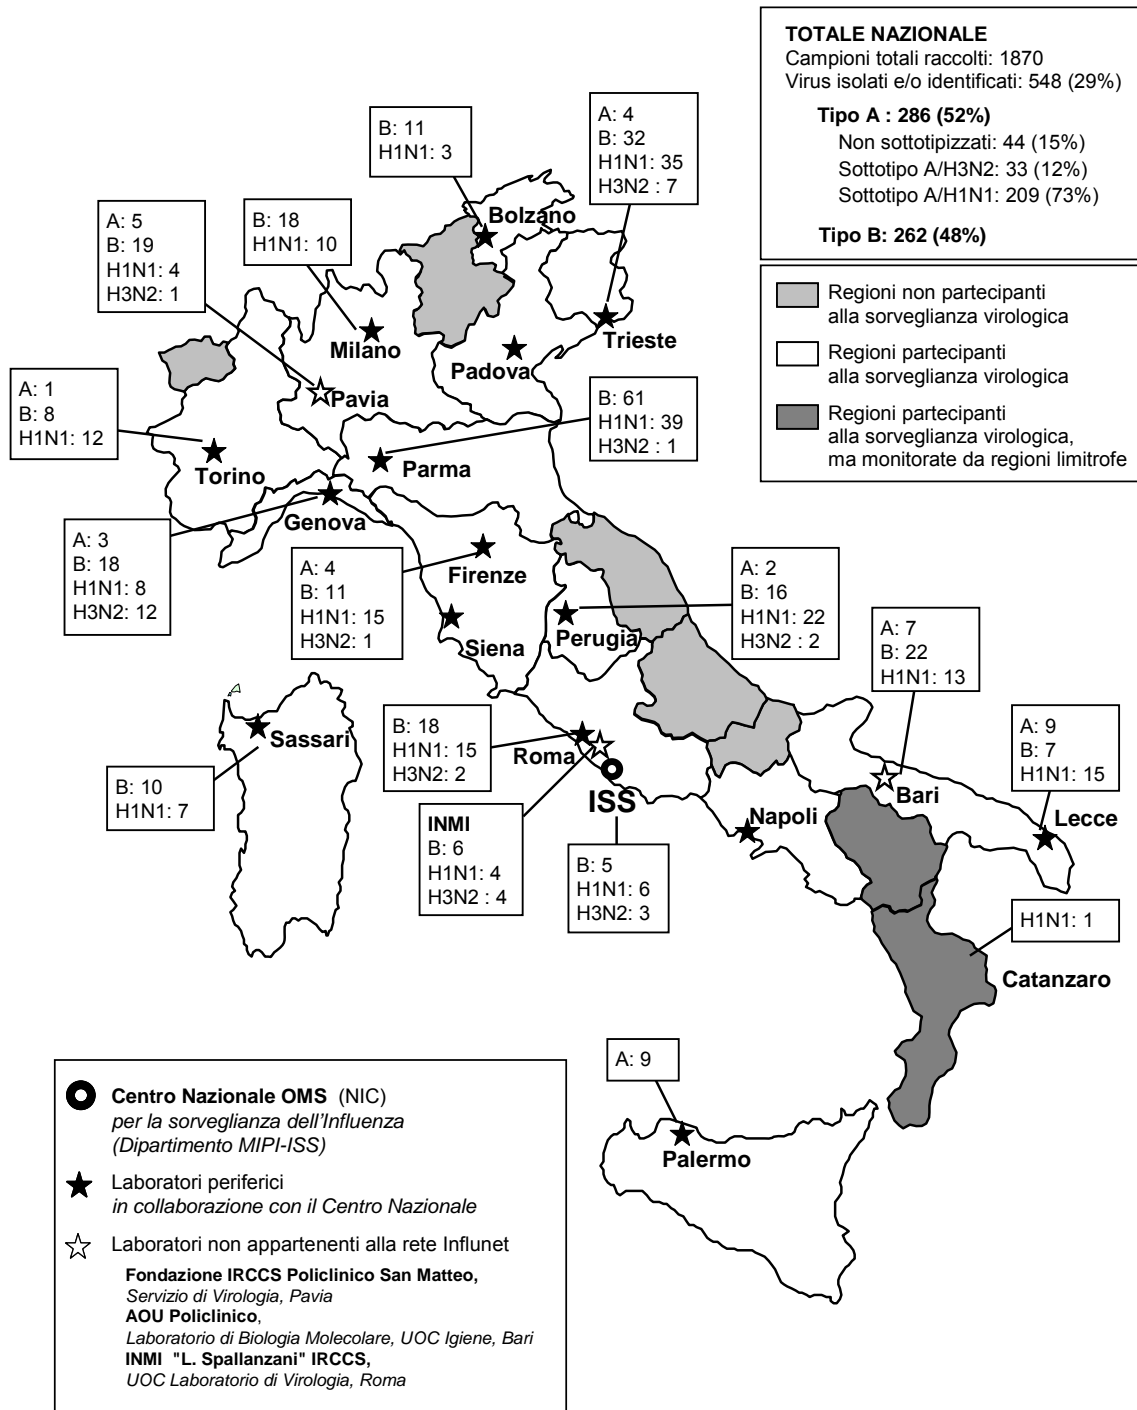 TOTALE NAZIONALE
Campioni totali raccolti: 1870
Virus isolati e/o identificati: 548 (29%)
Tipo A : 286 (52%)
Non sottotipizzati: 44 (15%)
Sottotipo A/H3N2: 33 (12%)
Sottotipo A/H1N1: 209 (73%)
Tipo B: 262 (48%)
Regioni non partecipanti
alla sorveglianza virologica
Regioni partecipanti
alla sorveglianza virologica
Regioni partecipanti
alla sorveglianza virologica,
ma monitorate da regioni limitrofe
B: 11
H1N1: 3
Bolzano
A: 4
B: 32
H1N1: 35
H3N2 : 7
Trieste
A: 5
B: 19
H1N1: 4
H3N2: 1
Pavia
B: 18
H1N1: 10
Milano
Padova
A: 1
B: 8
H1N1: 12
Torino
B: 61
H1N1: 39
H3N2 : 1
Parma
A: 3
B: 18
H1N1: 8
H3N2: 12
Genova
A: 4
B: 11
H1N1: 15
H3N2: 1
Firenze
Siena
A: 2
B: 16
H1N1: 22
H3N2 : 2
Perugia
A: 7
B: 22
H1N1: 13
Bari
A: 9
B: 7
H1N1: 15
Lecce
B: 10
H1N1: 7
Sassari
B: 18
H1N1: 15
H3N2: 2
Roma
INMI
B: 6
H1N1: 4
H3N2 : 4
ISS
B: 5
H1N1: 6
H3N2: 3
Napoli
H1N1: 1
Catanzaro
A: 9
Palermo
Centro Nazionale OMS (NIC)
per la sorveglianza dell'Influenza
(Dipartimento MIPI-ISS)
Laboratori periferici
in collaborazione con il Centro Nazionale
Laboratori non appartenenti alla rete Influnet
Fondazione IRCCS Policlinico San Matteo,
Servizio di Virologia, Pavia
AOU Policlinico,
Laboratorio di Biologia Molecolare, UOC Igiene, Bari
INMI "L. Spallanzani" IRCCS,
UOC Laboratorio di Virologia, Roma